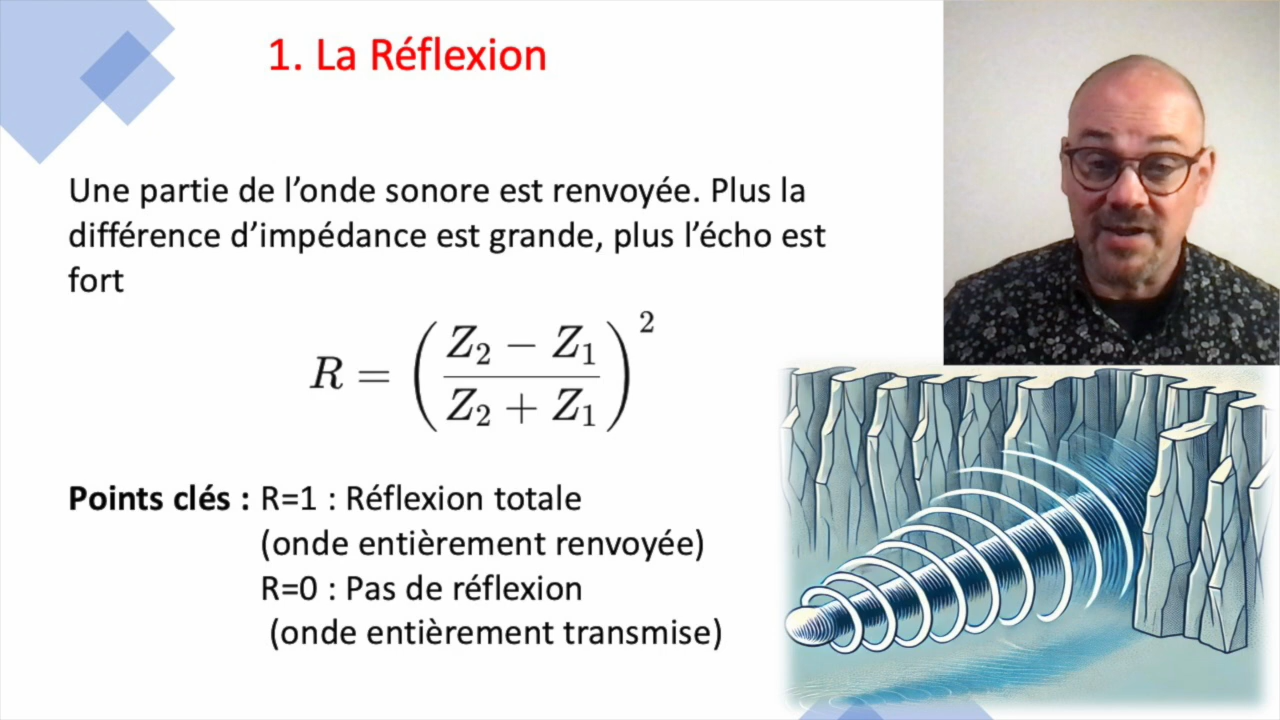 1. La Réflexion
Une partie de l’onde sonore est renvoyée. Plus la
différence d’impédance est grande, plus l’écho est
fort
R = ( (Z₂ − Z₁) / (Z₂ + Z₁) )²
Points clés : R=1 : Réflexion totale
(onde entièrement renvoyée)
R=0 : Pas de réflexion
(onde entièrement transmise)